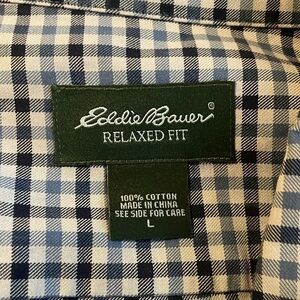 Eddie Bauer®
RELAXED FIT
100% COTTON
MADE IN CHINA
SEE SIDE FOR CARE
L